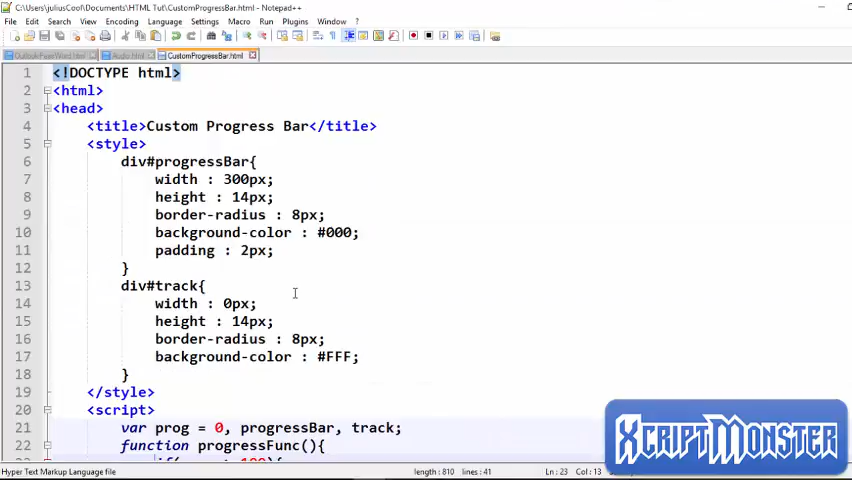 C:\Users\juliusCool\Documents\HTML Tut\CustomProgressBar.html - Notepad++
File Edit Search View Encoding Language Settings Macro Run Plugins Window ?
Audio.html CustomProgressBar.html
1 <!DOCTYPE html>
2 <html>
3 <head>
4 <title>Custom Progress Bar</title>
5 <style>
6 div#progressBar{
7 width : 300px;
8 height : 14px;
9 border-radius : 8px;
10 background-color : #000;
11 padding : 2px;
12 }
13 div#track{
14 width : 0px;
15 height : 14px;
16 border-radius : 8px;
17 background-color : #FFF;
18 }
19 </style>
20 <script>
21 var prog = 0, progressBar, track;
22 function progressFunc(){
Hyper Text Markup Language file length : 810 lines : 41 Ln : 23 Col : 13
XcriptMonster